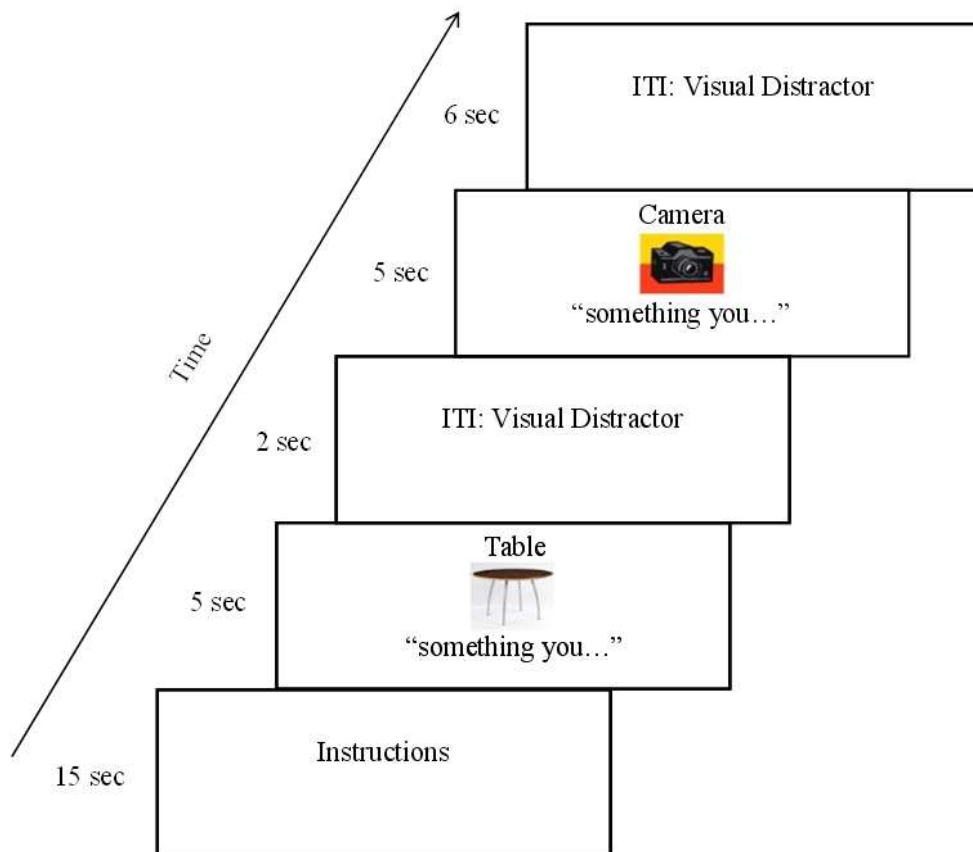 ITI: Visual Distractor
6 sec
Camera
5 sec
“something you…”
Time
ITI: Visual Distractor
2 sec
Table
5 sec
“something you…”
Instructions
15 sec